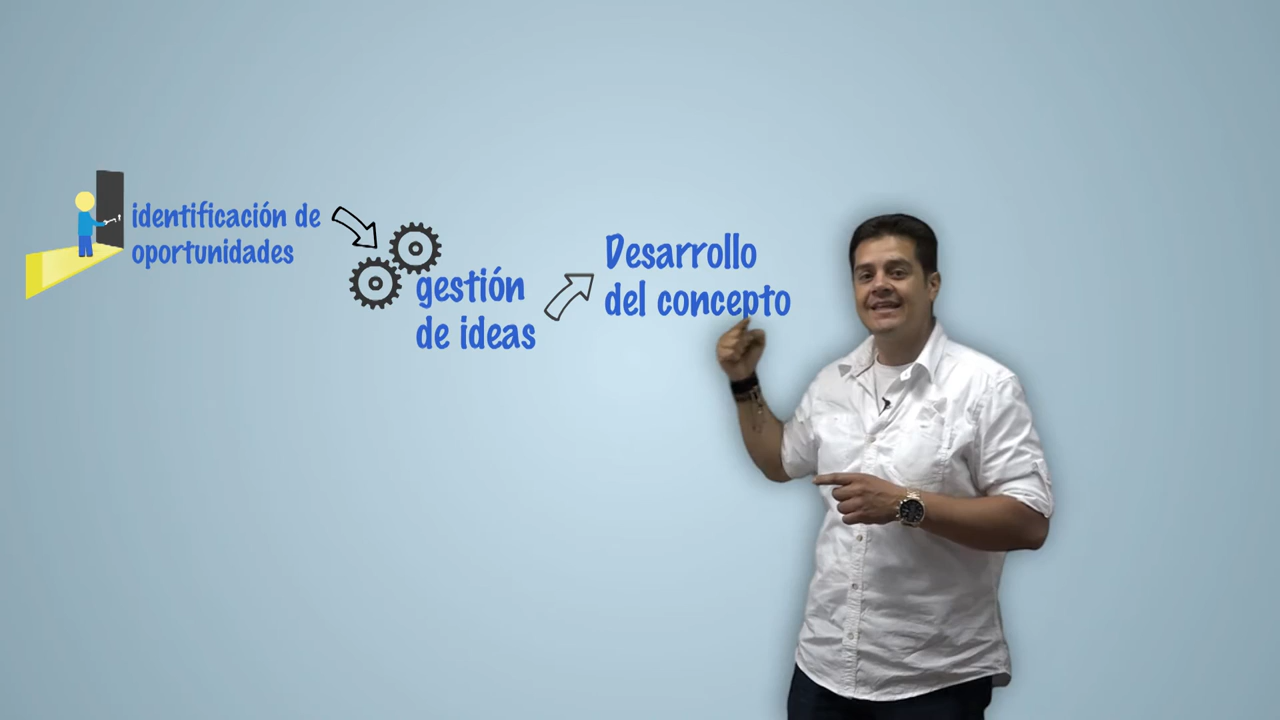 identificación de
oportunidades
gestión
de ideas
Desarrollo
del concepto